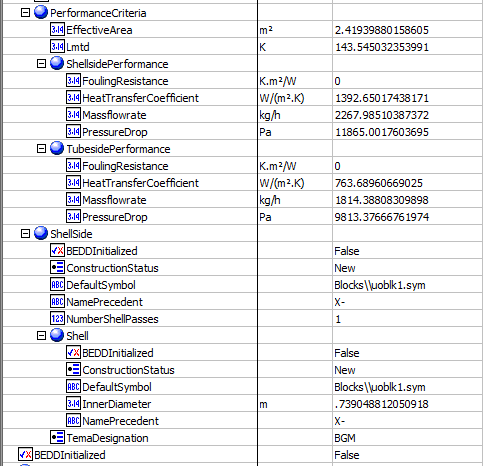 PerformanceCriteria
EffectiveArea m² 2.41939880158605
Lmtd K 143.545032353991
ShellsidePerformance
FoulingResistance K.m²/W 0
HeatTransferCoefficient W/(m².K) 1392.65017438171
Massflowrate kg/h 2267.98510387372
PressureDrop Pa 11865.0017603695
TubesidePerformance
FoulingResistance K.m²/W 0
HeatTransferCoefficient W/(m².K) 763.68960669025
Massflowrate kg/h 1814.38808309898
PressureDrop Pa 9813.37666761974
ShellSide
BEDDInitialized False
ConstructionStatus New
DefaultSymbol Blocks\\uoblk1.sym
NamePrecedent X-
NumberShellPasses 1
Shell
BEDDInitialized False
ConstructionStatus New
DefaultSymbol Blocks\\uoblk1.sym
InnerDiameter m .739048812050918
NamePrecedent X-
TemaDesignation BGM
BEDDInitialized False